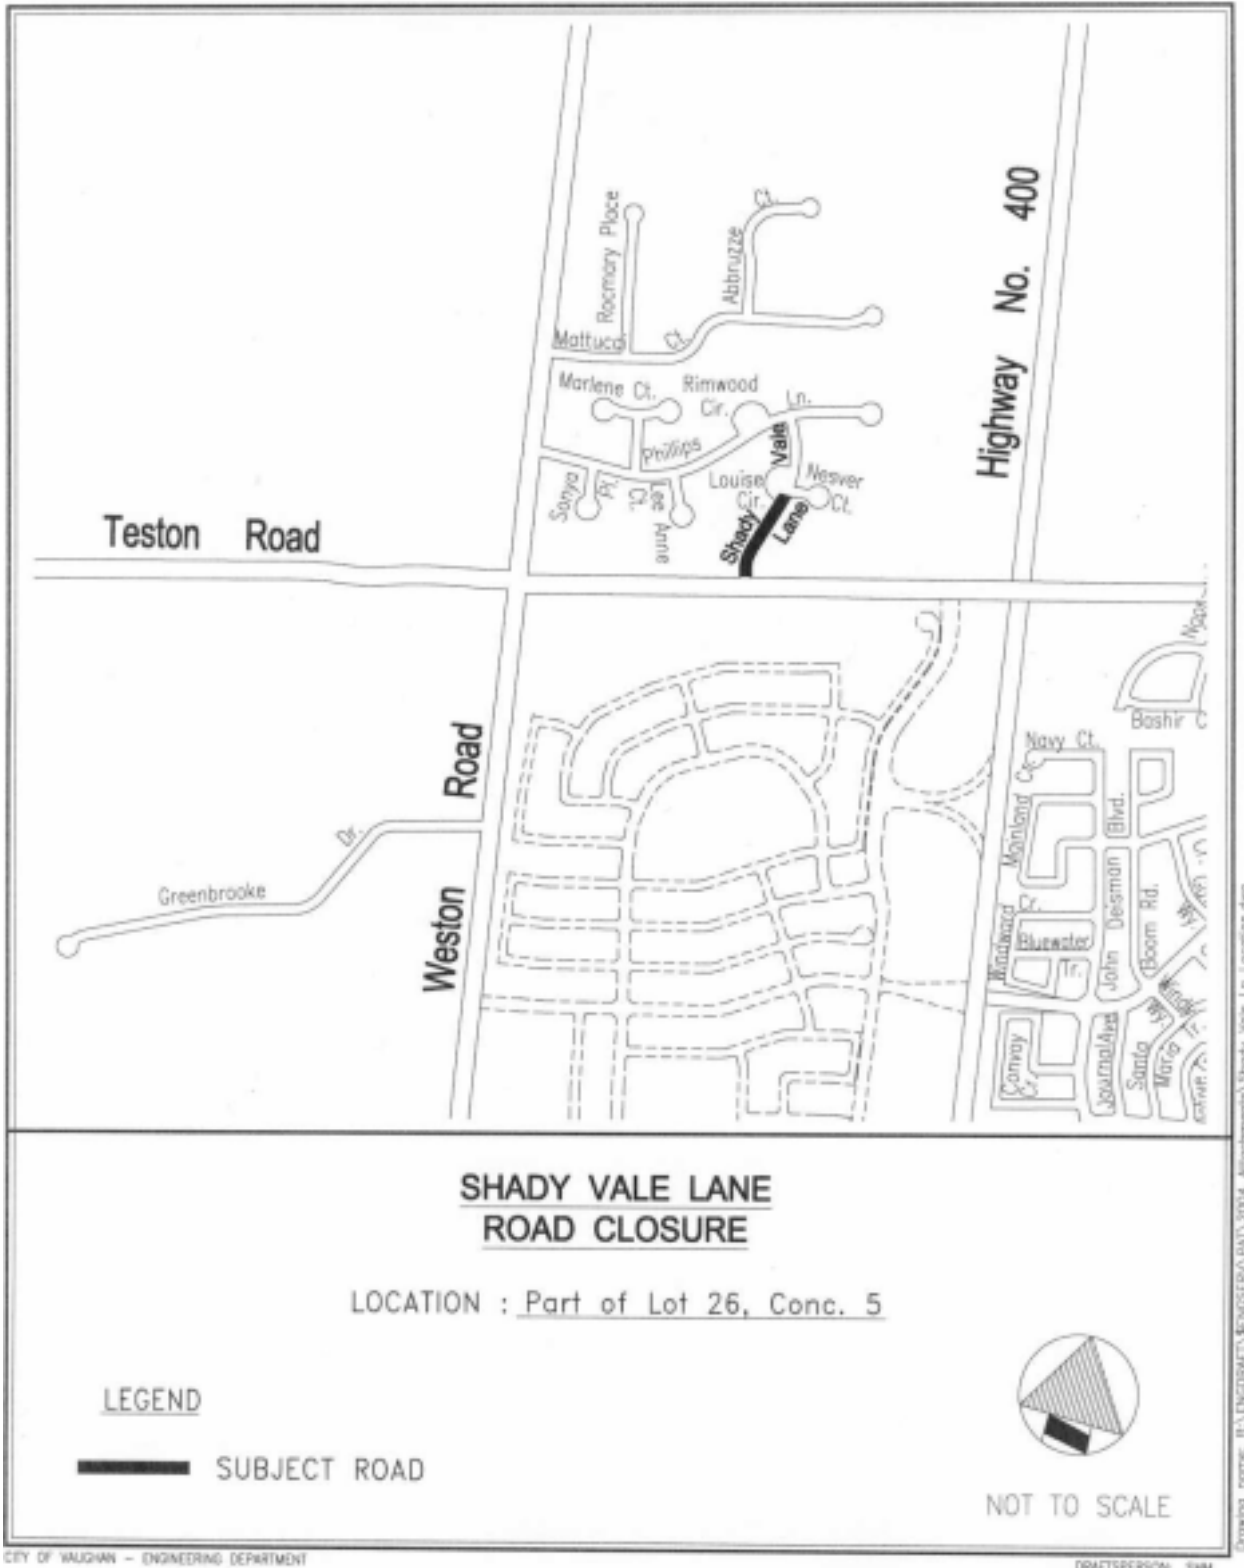 Highway No. 400
Rocmary Place
Abbruzze Ct.
Mattucci Ct.
Marlene Ct.
Rimwood Cir.
Phillips Ln.
Shady Vale Lane
Louise Cir.
Nesver Ct.
Sonya Pl.
Lee Anne Ct.
Teston Road
Weston Road
Greenbrooke Dr.
Bashir C
Navy Ct.
Mainland Cr.
John Desman Blvd.
Boom Rd.
Windward Cr.
Bluewater Tr.
Convoy Ct.
Journal Ave
Santa Maria Tr.
SHADY VALE LANE
ROAD CLOSURE
LOCATION : Part of Lot 26, Conc. 5
LEGEND
SUBJECT ROAD
NOT TO SCALE
CITY OF VAUGHAN - ENGINEERING DEPARTMENT